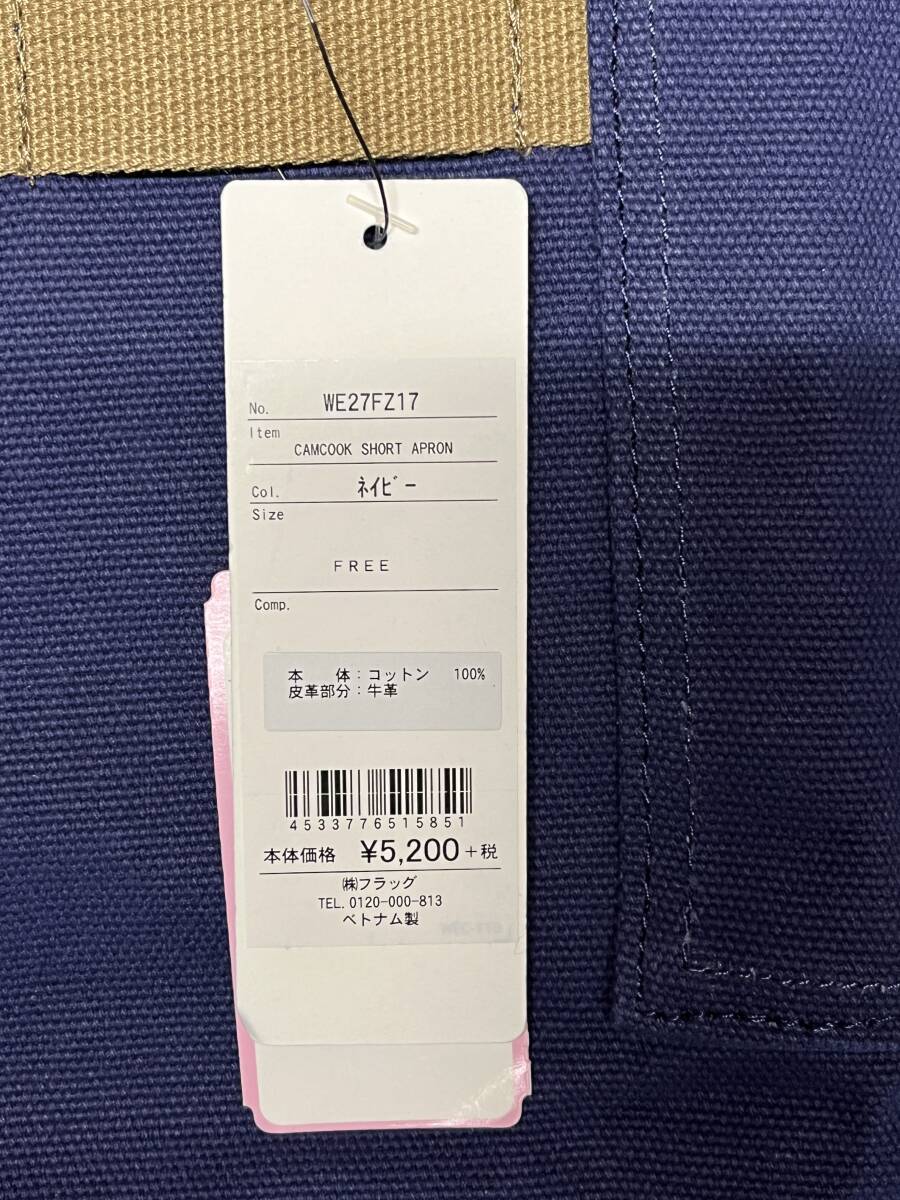 No. WE27FZ17
Item
CAMCOOK SHORT APRON
Col. ﾈｲﾋﾞｰ
Size
FREE
Comp.
本　体：コットン　100%
皮革部分：牛革
4533776515851
本体価格 ¥5,200+税
㈱フラッグ
TEL. 0120-000-813
ベトナム製